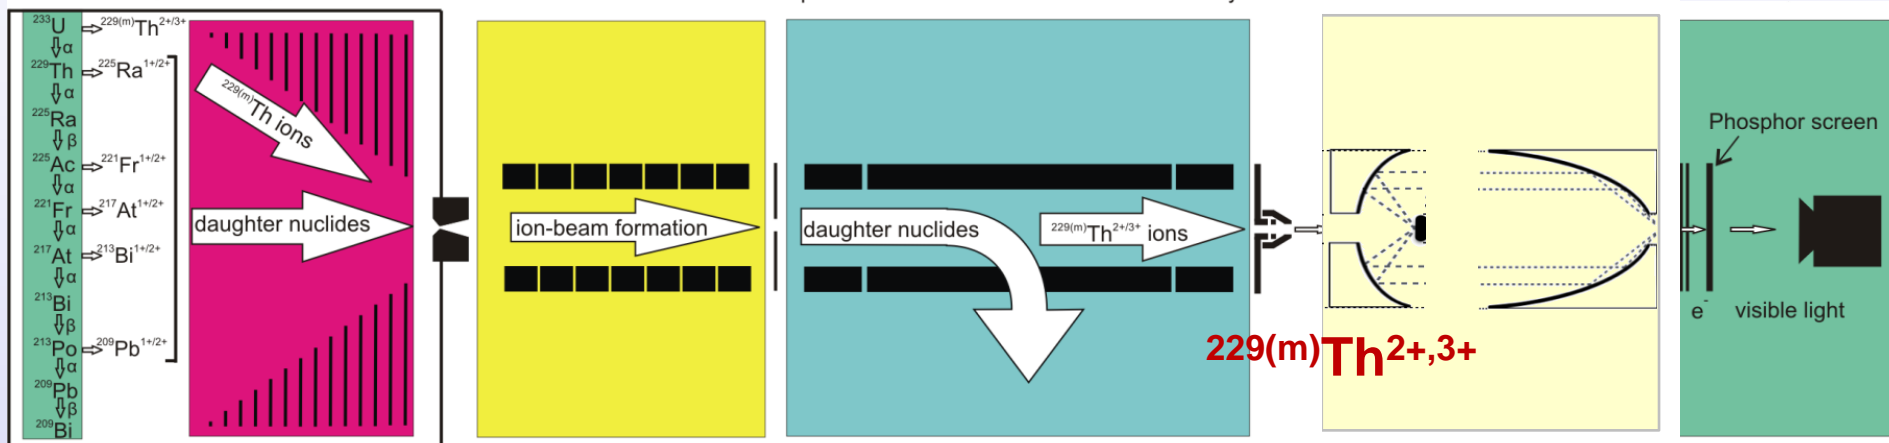 ²³³U ⇨ ²²⁹⁽ᵐ⁾Th²⁺/³⁺
⇩α
²²⁹Th ⇨ ²²⁵Ra¹⁺/²⁺
⇩α
²²⁵Ra
⇩β
²²⁵Ac ⇨ ²²¹Fr¹⁺/²⁺
⇩α
²²¹Fr ⇨ ²¹⁷At¹⁺/²⁺
⇩α
²¹⁷At ⇨ ²¹³Bi¹⁺/²⁺
⇩α
²¹³Bi
⇩β
²¹³Po ⇨ ²⁰⁹Pb¹⁺/²⁺
⇩α
²⁰⁹Pb
⇩β
²⁰⁹Bi
²²⁹⁽ᵐ⁾Th ions
daughter nuclides
ion-beam formation
daughter nuclides
²²⁹⁽ᵐ⁾Th²⁺/³⁺ ions
²²⁹⁽ᵐ⁾Th²⁺,³⁺
Phosphor screen
e⁻ visible light